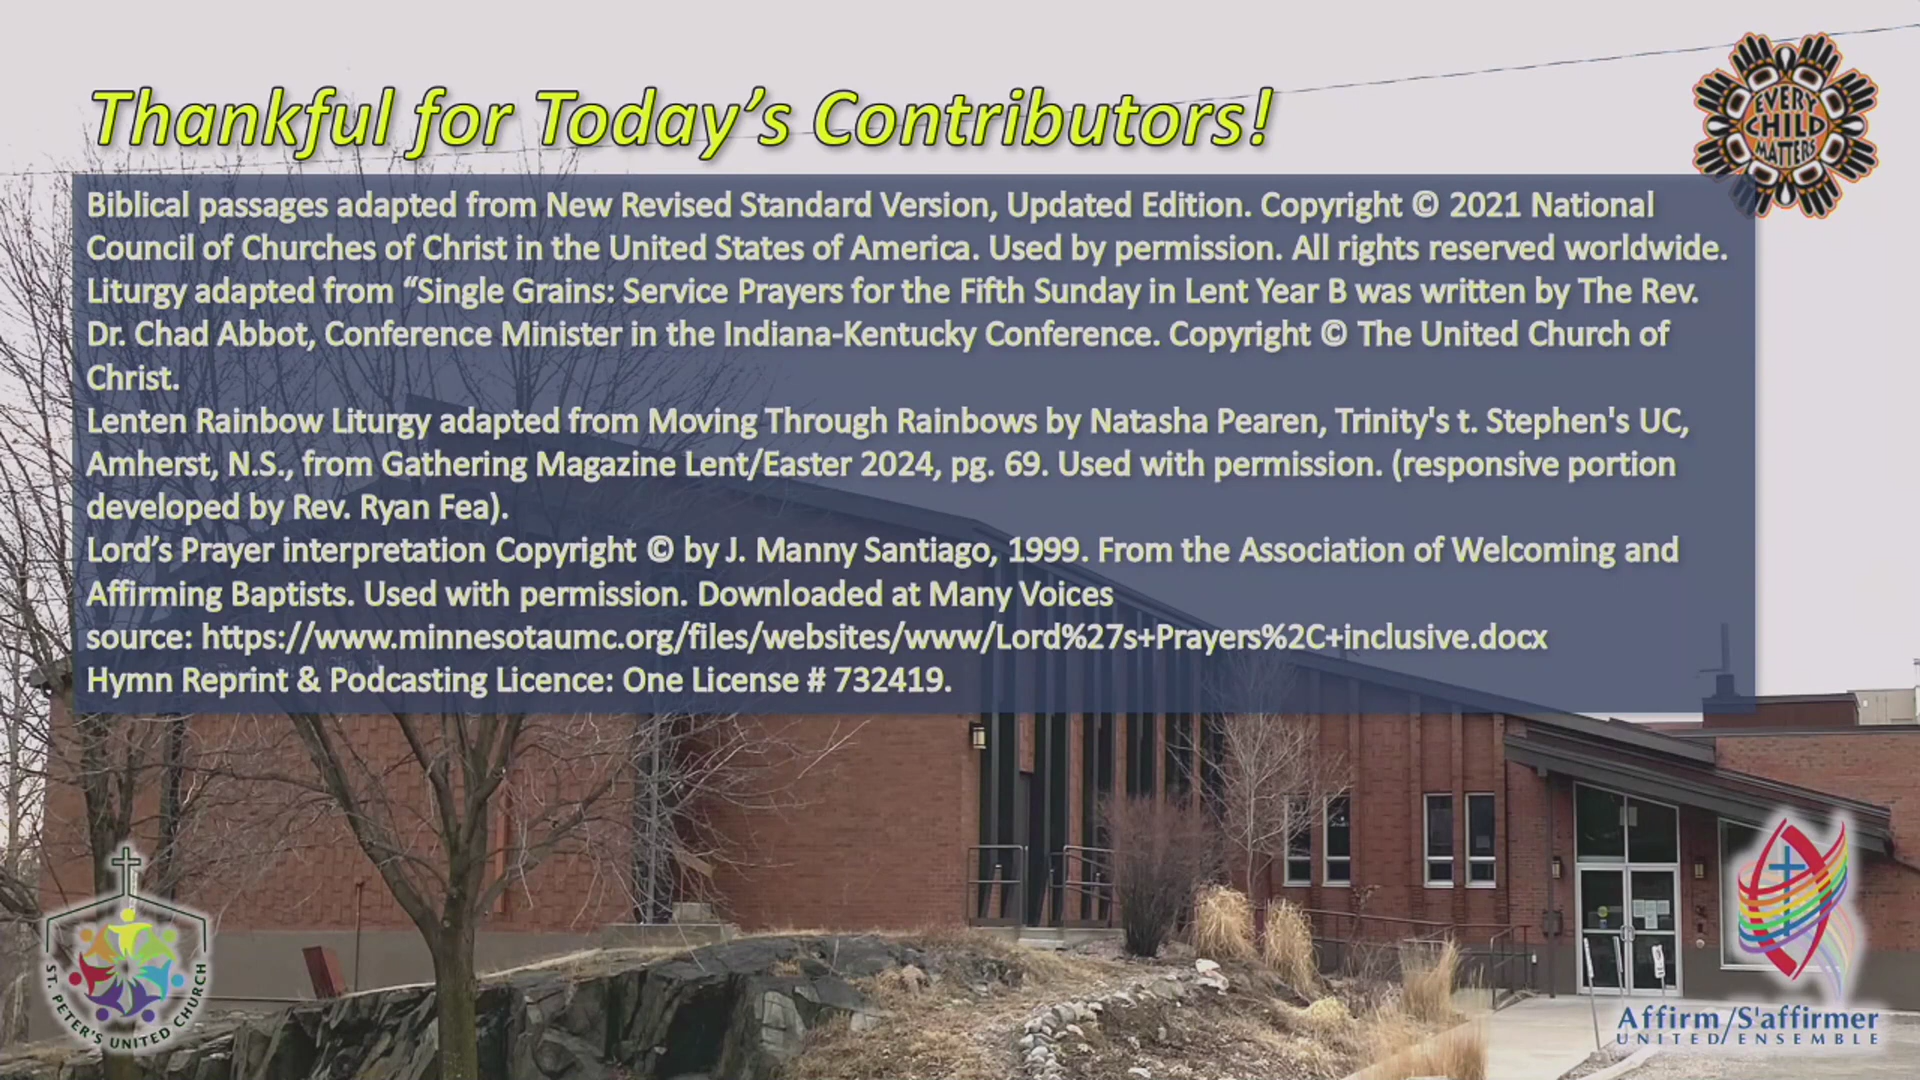 Thankful for Today's Contributors!
EVERY
CHILD
MATTERS
Biblical passages adapted from New Revised Standard Version, Updated Edition. Copyright © 2021 National
Council of Churches of Christ in the United States of America. Used by permission. All rights reserved worldwide.
Liturgy adapted from “Single Grains: Service Prayers for the Fifth Sunday in Lent Year B was written by The Rev.
Dr. Chad Abbot, Conference Minister in the Indiana-Kentucky Conference. Copyright © The United Church of
Christ.
Lenten Rainbow Liturgy adapted from Moving Through Rainbows by Natasha Pearen, Trinity's t. Stephen's UC,
Amherst, N.S., from Gathering Magazine Lent/Easter 2024, pg. 69. Used with permission. (responsive portion
developed by Rev. Ryan Fea).
Lord’s Prayer interpretation Copyright © by J. Manny Santiago, 1999. From the Association of Welcoming and
Affirming Baptists. Used with permission. Downloaded at Many Voices
source: https://www.minnesotaumc.org/files/websites/www/Lord%27s+Prayers%2C+inclusive.docx
Hymn Reprint & Podcasting Licence: One License # 732419.
ST. PETER'S UNITED CHURCH
Affirm/S'affirmer
UNITED/ENSEMBLE